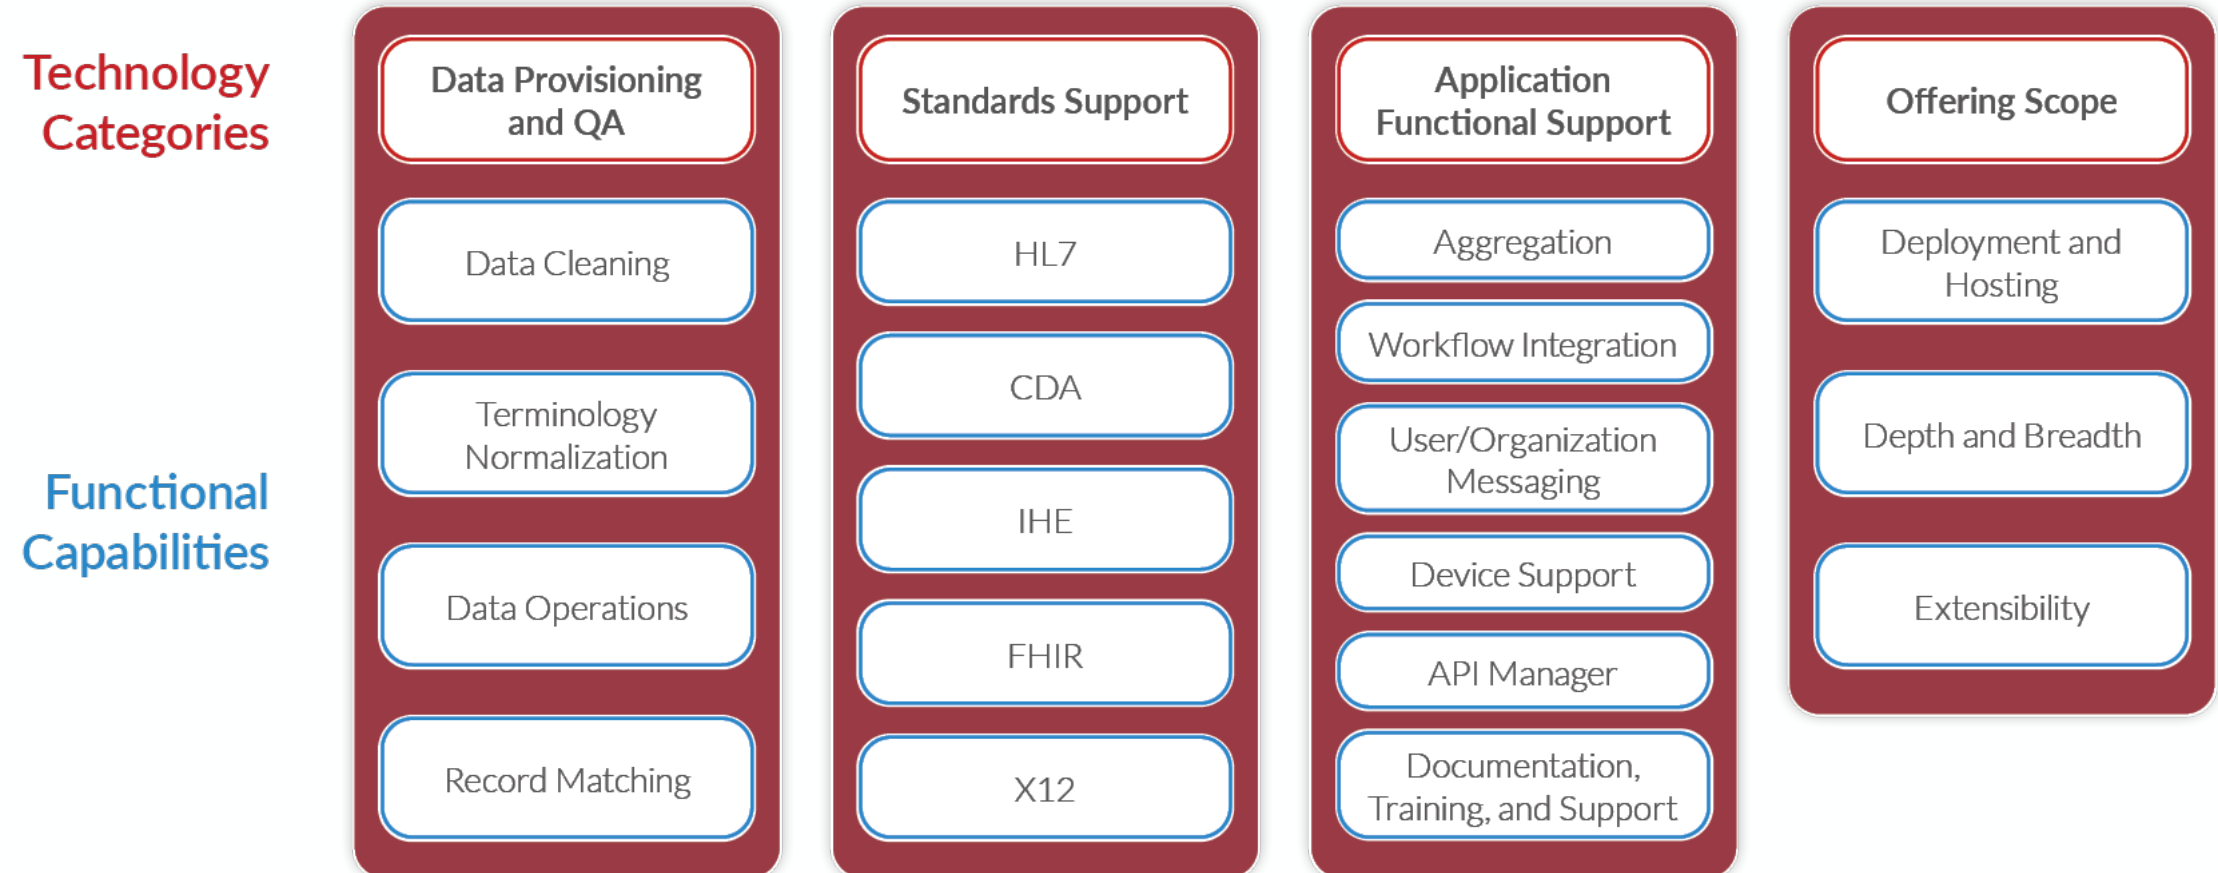 Technology
Categories
Functional
Capabilities
Data Provisioning
and QA
Data Cleaning
Terminology
Normalization
Data Operations
Record Matching
Standards Support
HL7
CDA
IHE
FHIR
X12
Application
Functional Support
Aggregation
Workflow Integration
User/Organization
Messaging
Device Support
API Manager
Documentation,
Training, and Support
Offering Scope
Deployment and
Hosting
Depth and Breadth
Extensibility